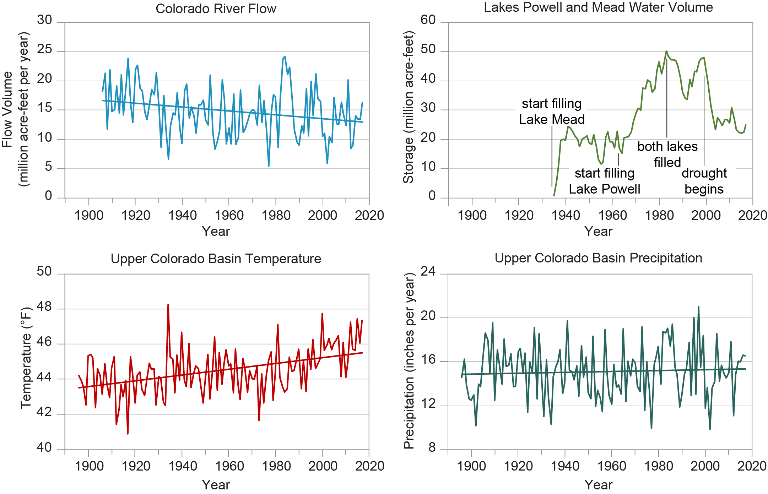 Colorado River Flow
Flow Volume
(million acre-feet per year)
30
25
20
15
10
5
0
1900 1920 1940 1960 1980 2000 2020
Year
Lakes Powell and Mead Water Volume
Storage (million acre-feet)
60
50
40
30
20
10
0
start filling
Lake Mead
start filling
Lake Powell
both lakes
filled
drought
begins
1900 1920 1940 1960 1980 2000 2020
Year
Upper Colorado Basin Temperature
Temperature (°F)
50
48
46
44
42
40
1900 1920 1940 1960 1980 2000 2020
Year
Upper Colorado Basin Precipitation
Precipitation (inches per year)
24
20
16
12
8
1900 1920 1940 1960 1980 2000 2020
Year